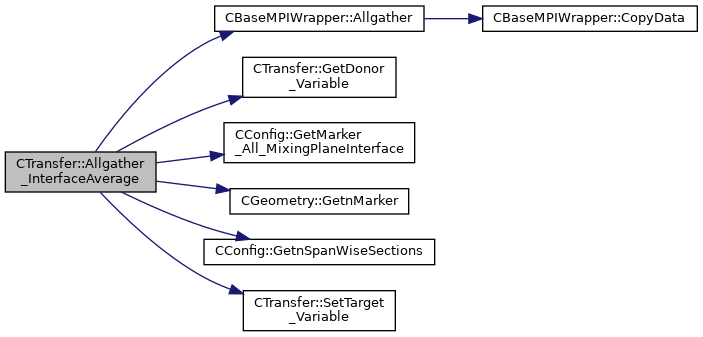 CTransfer::Allgather
_InterfaceAverage
CBaseMPIWrapper::Allgather
CBaseMPIWrapper::CopyData
CTransfer::GetDonor
_Variable
CConfig::GetMarker
_All_MixingPlaneInterface
CGeometry::GetnMarker
CConfig::GetnSpanWiseSections
CTransfer::SetTarget
_Variable